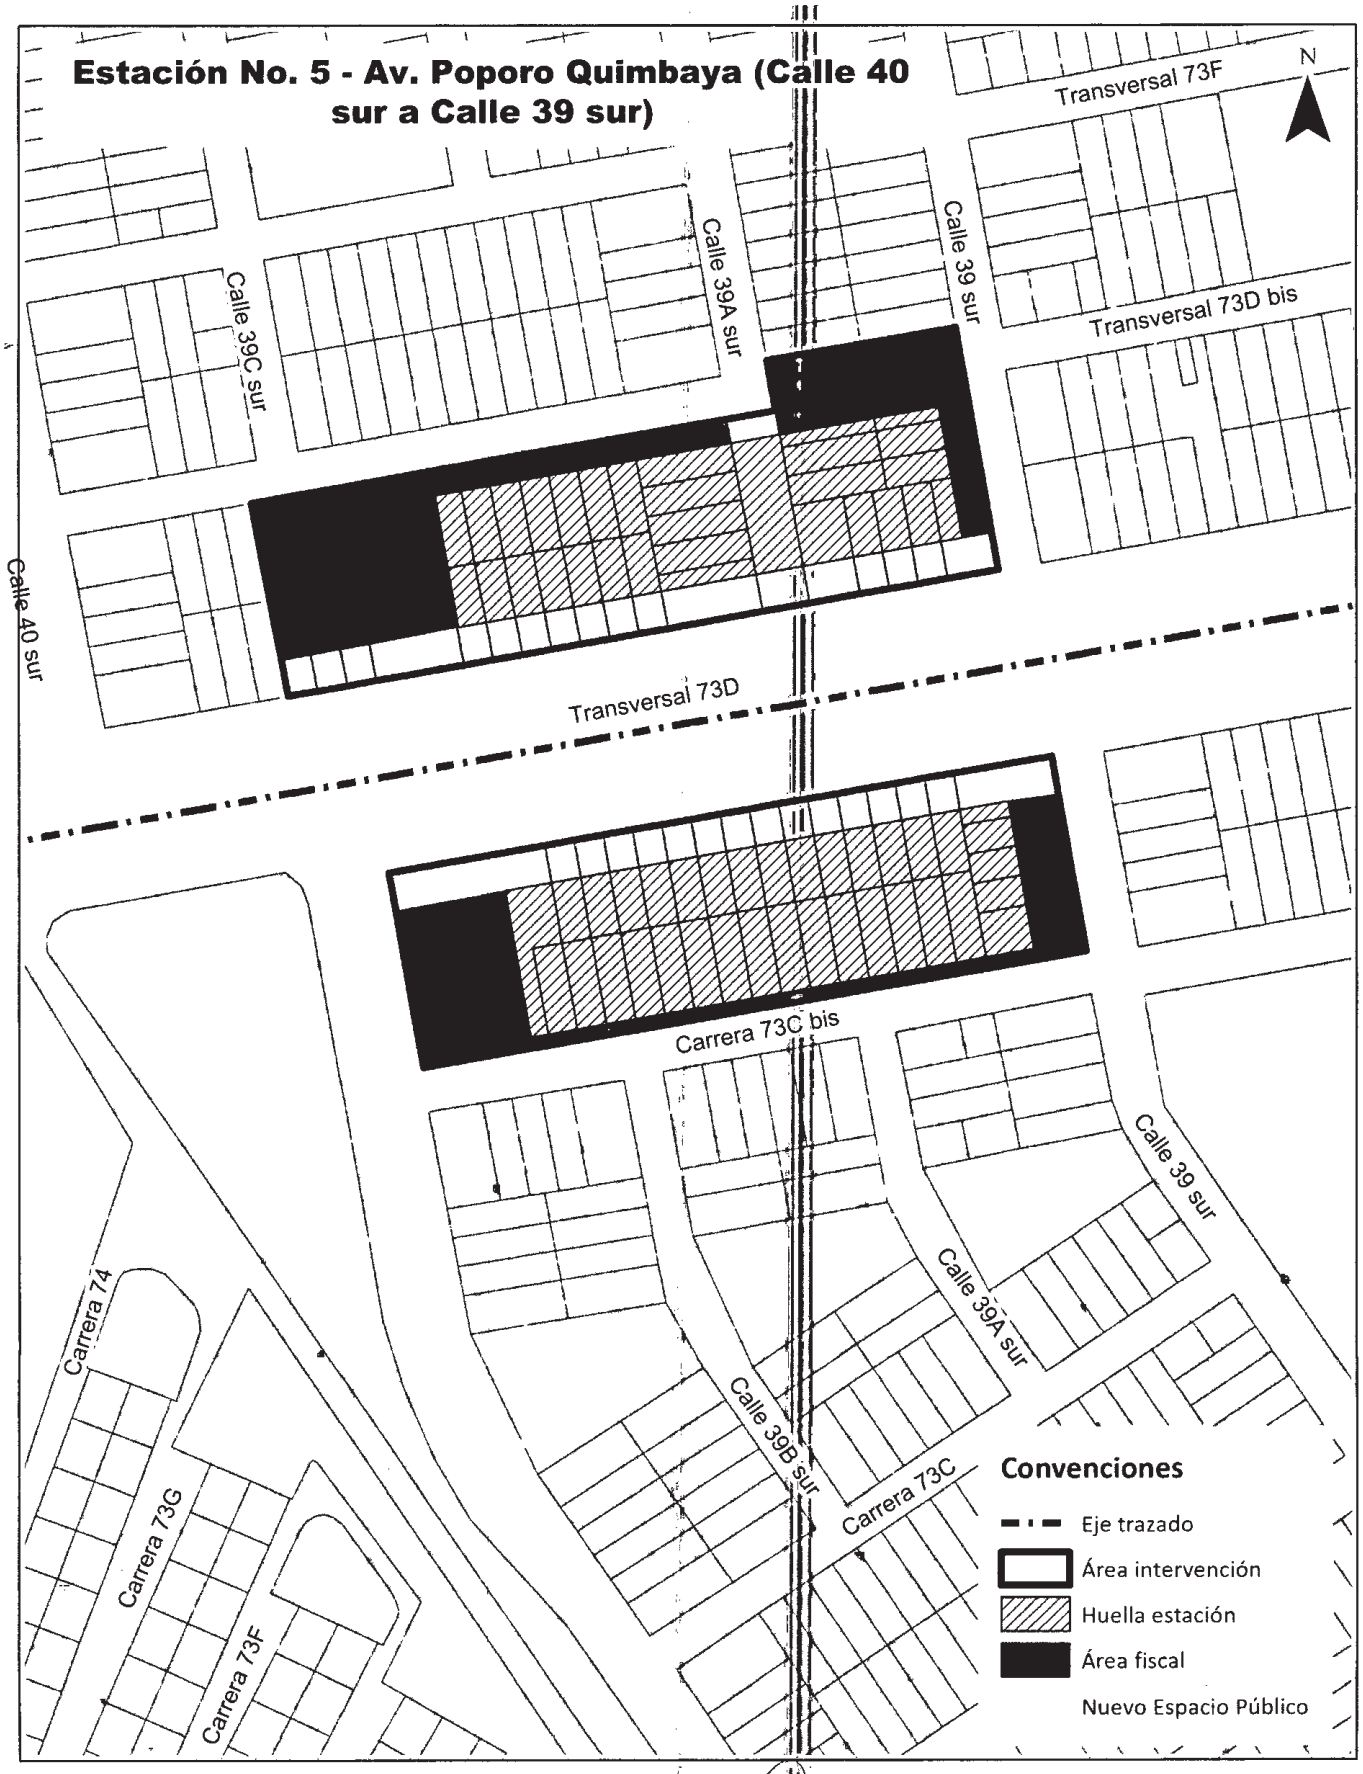 Estación No. 5 - Av. Poporo Quimbaya (Calle 40
sur a Calle 39 sur)
N
Transversal 73F
Calle 39A sur
Calle 39 sur
Calle 39C sur
Transversal 73D bis
Calle 40 sur
Transversal 73D
Carrera 73C bis
Calle 39 sur
Carrera 74
Calle 39A sur
Calle 39B sur
Carrera 73C
Carrera 73G
Carrera 73F
Convenciones
Eje trazado
Área intervención
Huella estación
Área fiscal
Nuevo Espacio Público